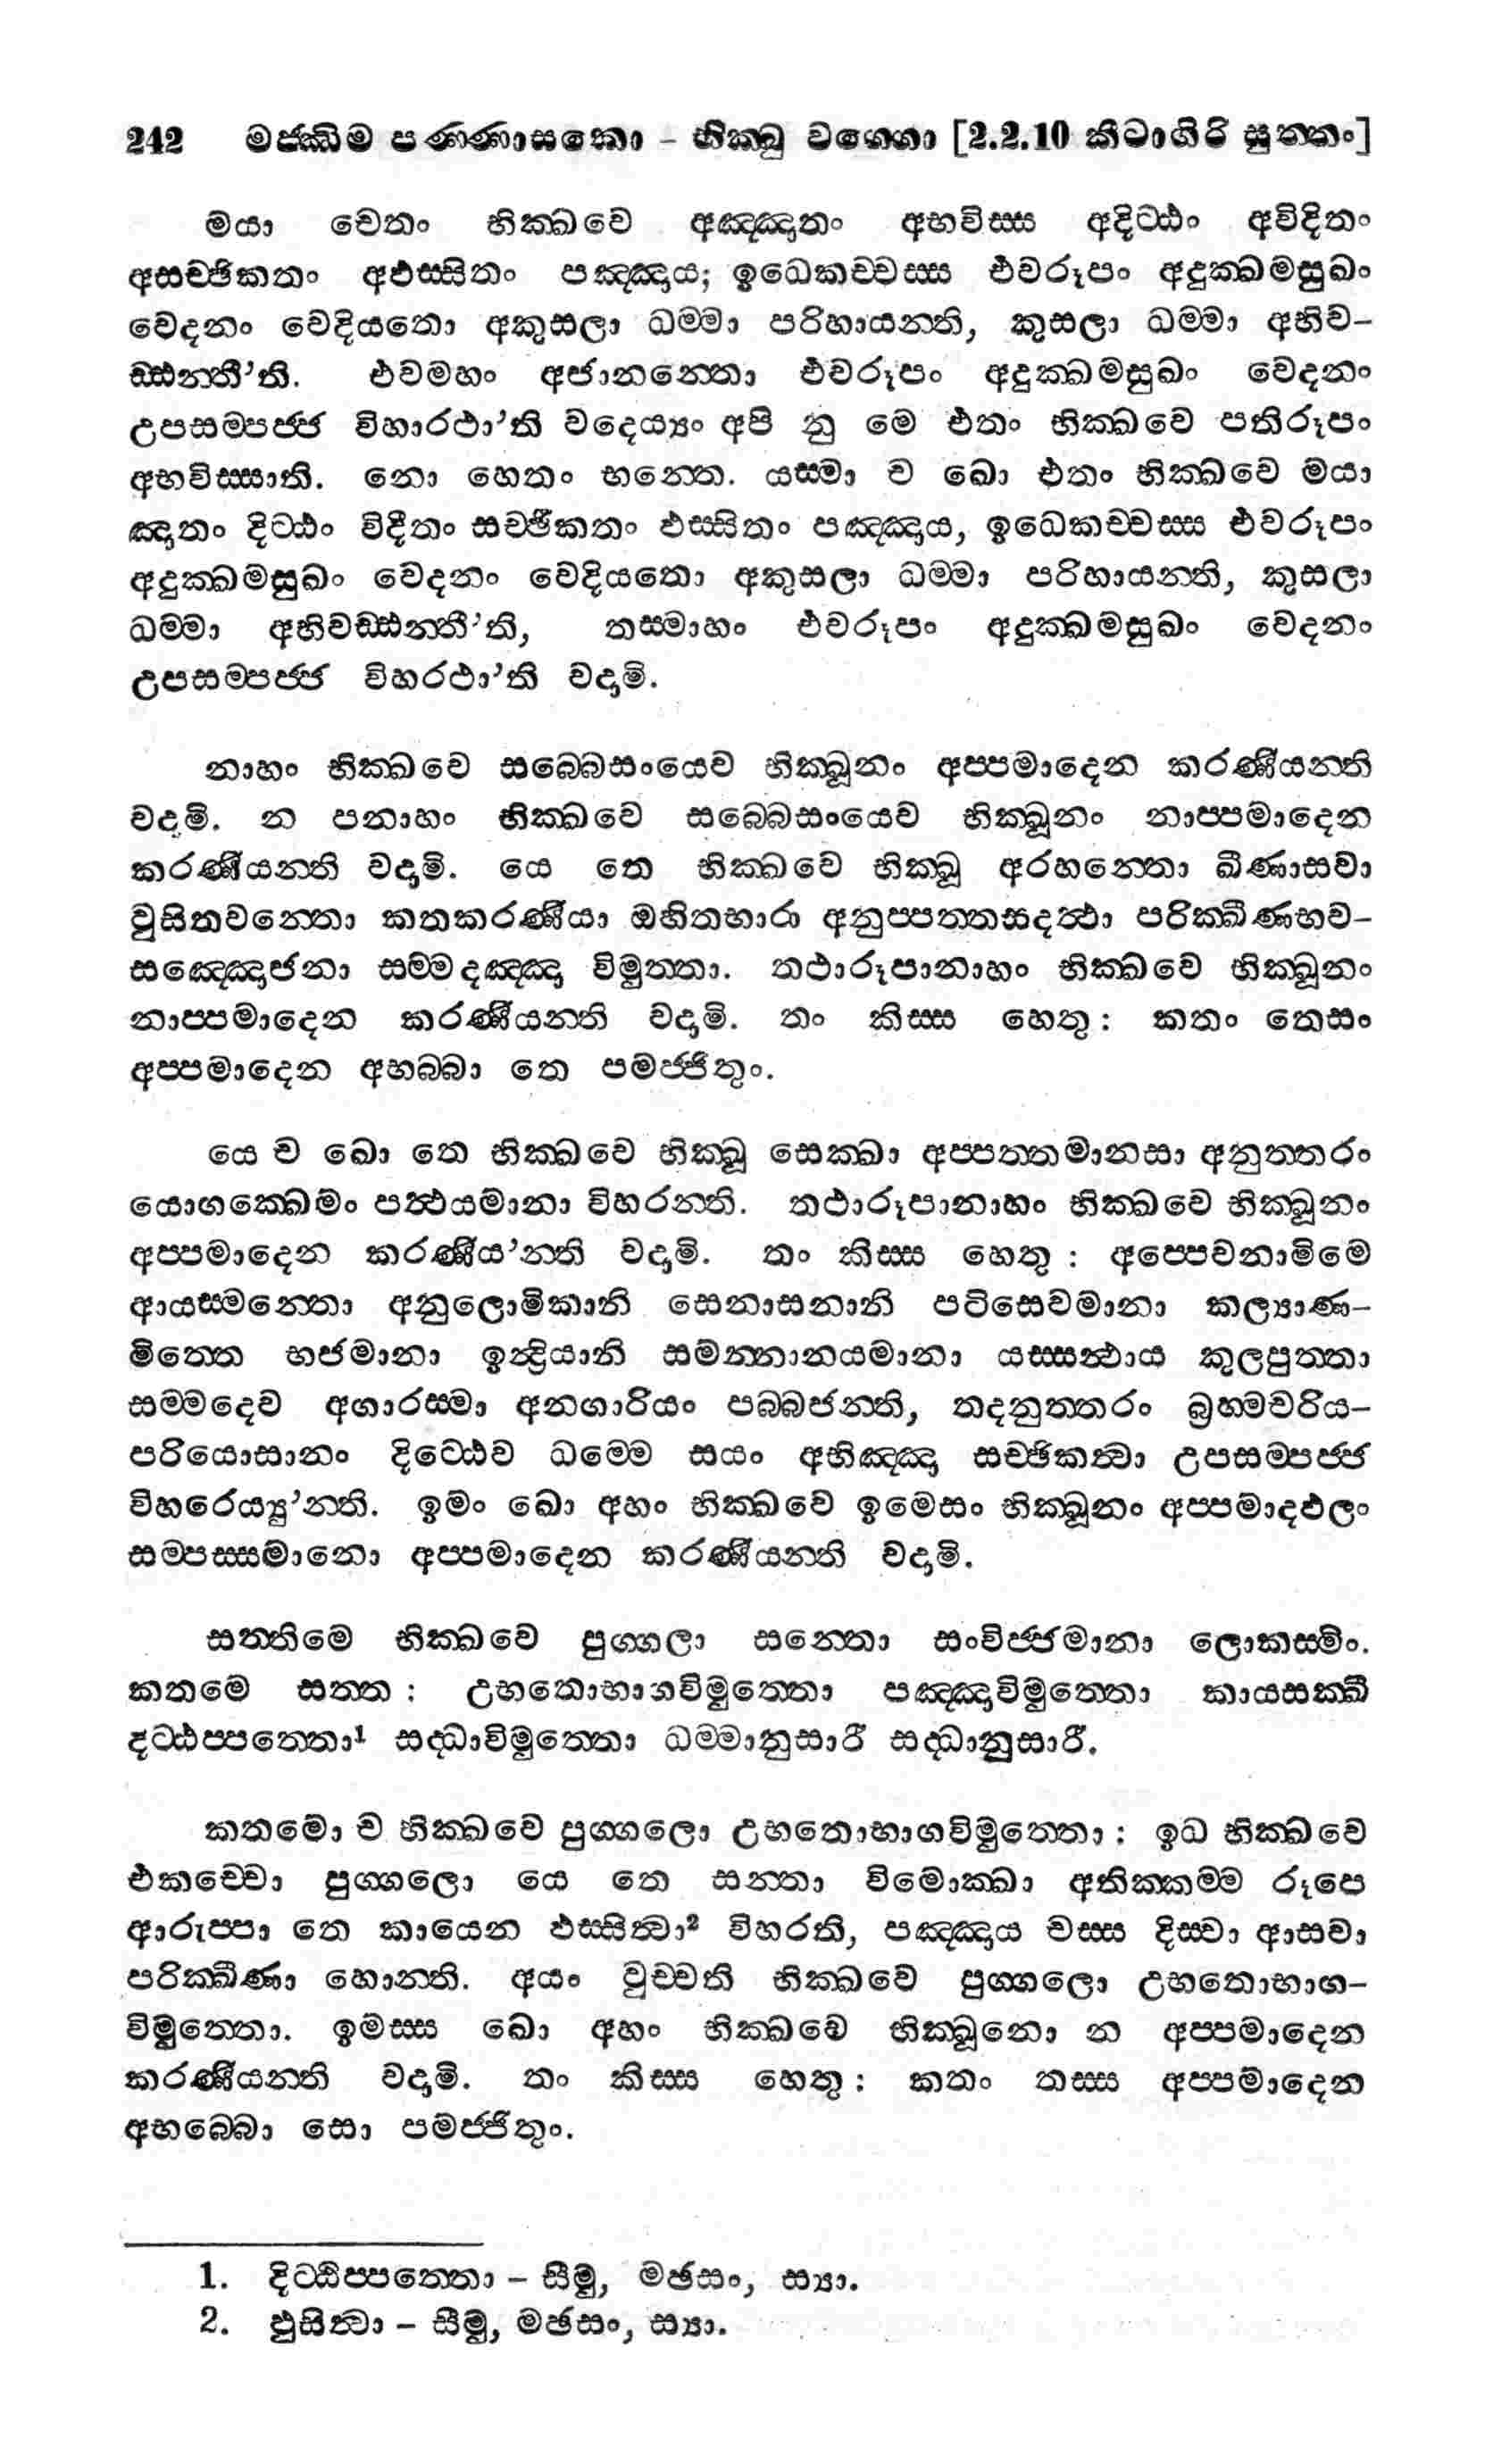 242 මජ්ඣිම පණ්ණාසකො - භික්ඛු වග්ගො [2.2.10 කීටාගිරි සුත්තං]
මයා චෙතං භික්ඛවෙ අඤ්ඤාතං අභවිස්ස අදිට්ඨං අවිදිතං
අසච්ඡිකතං අඵස්සිතං පඤ්ඤාය; ඉධෙකච්චස්ස එවරූපං අදුක්ඛමසුඛං
වෙදනං වෙදියතො අකුසලා ධම්මා පරිහායන්ති, කුසලා ධම්මා අභිව-
ඩ්ඪන්තී’ති. එවමහං අජානන්තො එවරූපං අදුක්ඛමසුඛං වෙදනං
උපසම්පජ්ජ විහාරථා’ති වදෙය්‍යං අපි නු මෙ එතං භික්ඛවෙ පතිරූපං
අභවිස්සාති. නො හෙතං භන්තෙ. යස්මා ච ඛො එතං භික්ඛවෙ මයා
ඤාතං දිට්ඨං විදිතං සච්ඡිකතං ඵස්සිතං පඤ්ඤාය, ඉධෙකච්චස්ස එවරූපං
අදුක්ඛමසුඛං වෙදනං වෙදියතො අකුසලා ධම්මා පරිහායන්ති, කුසලා
ධම්මා අභිවඩ්ඪන්තී’ති, තස්මාහං එවරූපං අදුක්ඛමසුඛං වෙදනං
උපසම්පජ්ජ විහරථා’ති වදාමි.
නාහං භික්ඛවෙ සබ්බෙසංයෙව භික්ඛූනං අප්පමාදෙන කරණීයන්ති
වදාමි. න පනාහං භික්ඛවෙ සබ්බෙසංයෙව භික්ඛූනං නාප්පමාදෙන
කරණීයන්ති වදාමි. යෙ තෙ භික්ඛවෙ භික්ඛූ අරහන්තො ඛීණාසවා
වුසිතවන්තො කතකරණීයා ඔහිතභාරා අනුප්පත්තසදත්‍ථා පරික්ඛීණභව-
සඤ්ඤොජනා සම්මදඤ්ඤා විමුත්තා. තථාරූපානාහං භික්ඛවෙ භික්ඛූනං
නාප්පමාදෙන කරණීයන්ති වදාමි. තං කිස්ස හෙතු: කතං තෙසං
අප්පමාදෙන අභබ්බා තෙ පමජ්ජිතුං.
යෙ ච ඛො තෙ භික්ඛවෙ භික්ඛූ සෙක්ඛා අප්පත්තමානසා අනුත්තරං
යොගක්ඛෙමං පත්‍ථයමානා විහරන්ති. තථාරූපානාහං භික්ඛවෙ භික්ඛූනං
අප්පමාදෙන කරණීය’න්ති වදාමි. තං කිස්ස හෙතු : අප්පෙවනාමිමෙ
ආයස්මන්තො අනුලොමිකානි සෙනාසනානි පටිසෙවමානා කල්‍යාණ-
මිත්තෙ භජමානා ඉන්‍ද්‍රියානි සමන්නානයමානා යස්සත්‍ථාය කුලපුත්තා
සම්මදෙව අගාරස්මා අනගාරියං පබ්බජන්ති, තදනුත්තරං බ්‍රහ්මචරිය-
පරියොසානං දිට්ඨෙව ධම්මෙ සයං අභිඤ්ඤා සච්ඡිකත්‍වා උපසම්පජ්ජ
විහරෙය්‍යු’න්ති. ඉමං ඛො අහං භික්ඛවෙ ඉමෙසං භික්ඛූනං අප්පමාදඵලං
සම්පස්සමානො අප්පමාදෙන කරණීයන්ති වදාමි.
සත්තිමෙ භික්ඛවෙ පුග්ගලා සන්තො සංවිජ්ජමානා ලොකස්මිං.
කතමෙ සත්ත : උභතොභාගවිමුත්තො පඤ්ඤාවිමුත්තො කායසක්ඛී
දිට්ඨප්පත්තො¹ සද්ධාවිමුත්තො ධම්මානුසාරී සද්ධානුසාරී.
කතමො ච භික්ඛවෙ පුග්ගලො උභතොභාගවිමුත්තො : ඉධ භික්ඛවෙ
එකච්චො පුග්ගලො යෙ තෙ සන්තා විමොක්ඛා අතික්කම්ම රූපෙ
ආරුප්පා තෙ කායෙන ඵස්සිත්‍වා² විහරති, පඤ්ඤාය චස්ස දිස්වා ආසවා
පරික්ඛීණා හොන්ති. අයං වුච්චති භික්ඛවෙ පුග්ගලො උභතොභාග-
විමුත්තො. ඉමස්ස ඛො අහං භික්ඛවෙ භික්ඛූනො න අප්පමාදෙන
කරණීයන්ති වදාමි. තං කිස්ස හෙතු : කතං තස්ස අප්පමාදෙන
අභබ්බො සො පමජ්ජිතුං.
1. දිට්ඨිප්පත්තො - සීමු, මඡසං, ස්‍යා.
2. ඵුසිත්‍වා - සීමු, මඡසං, ස්‍යා.